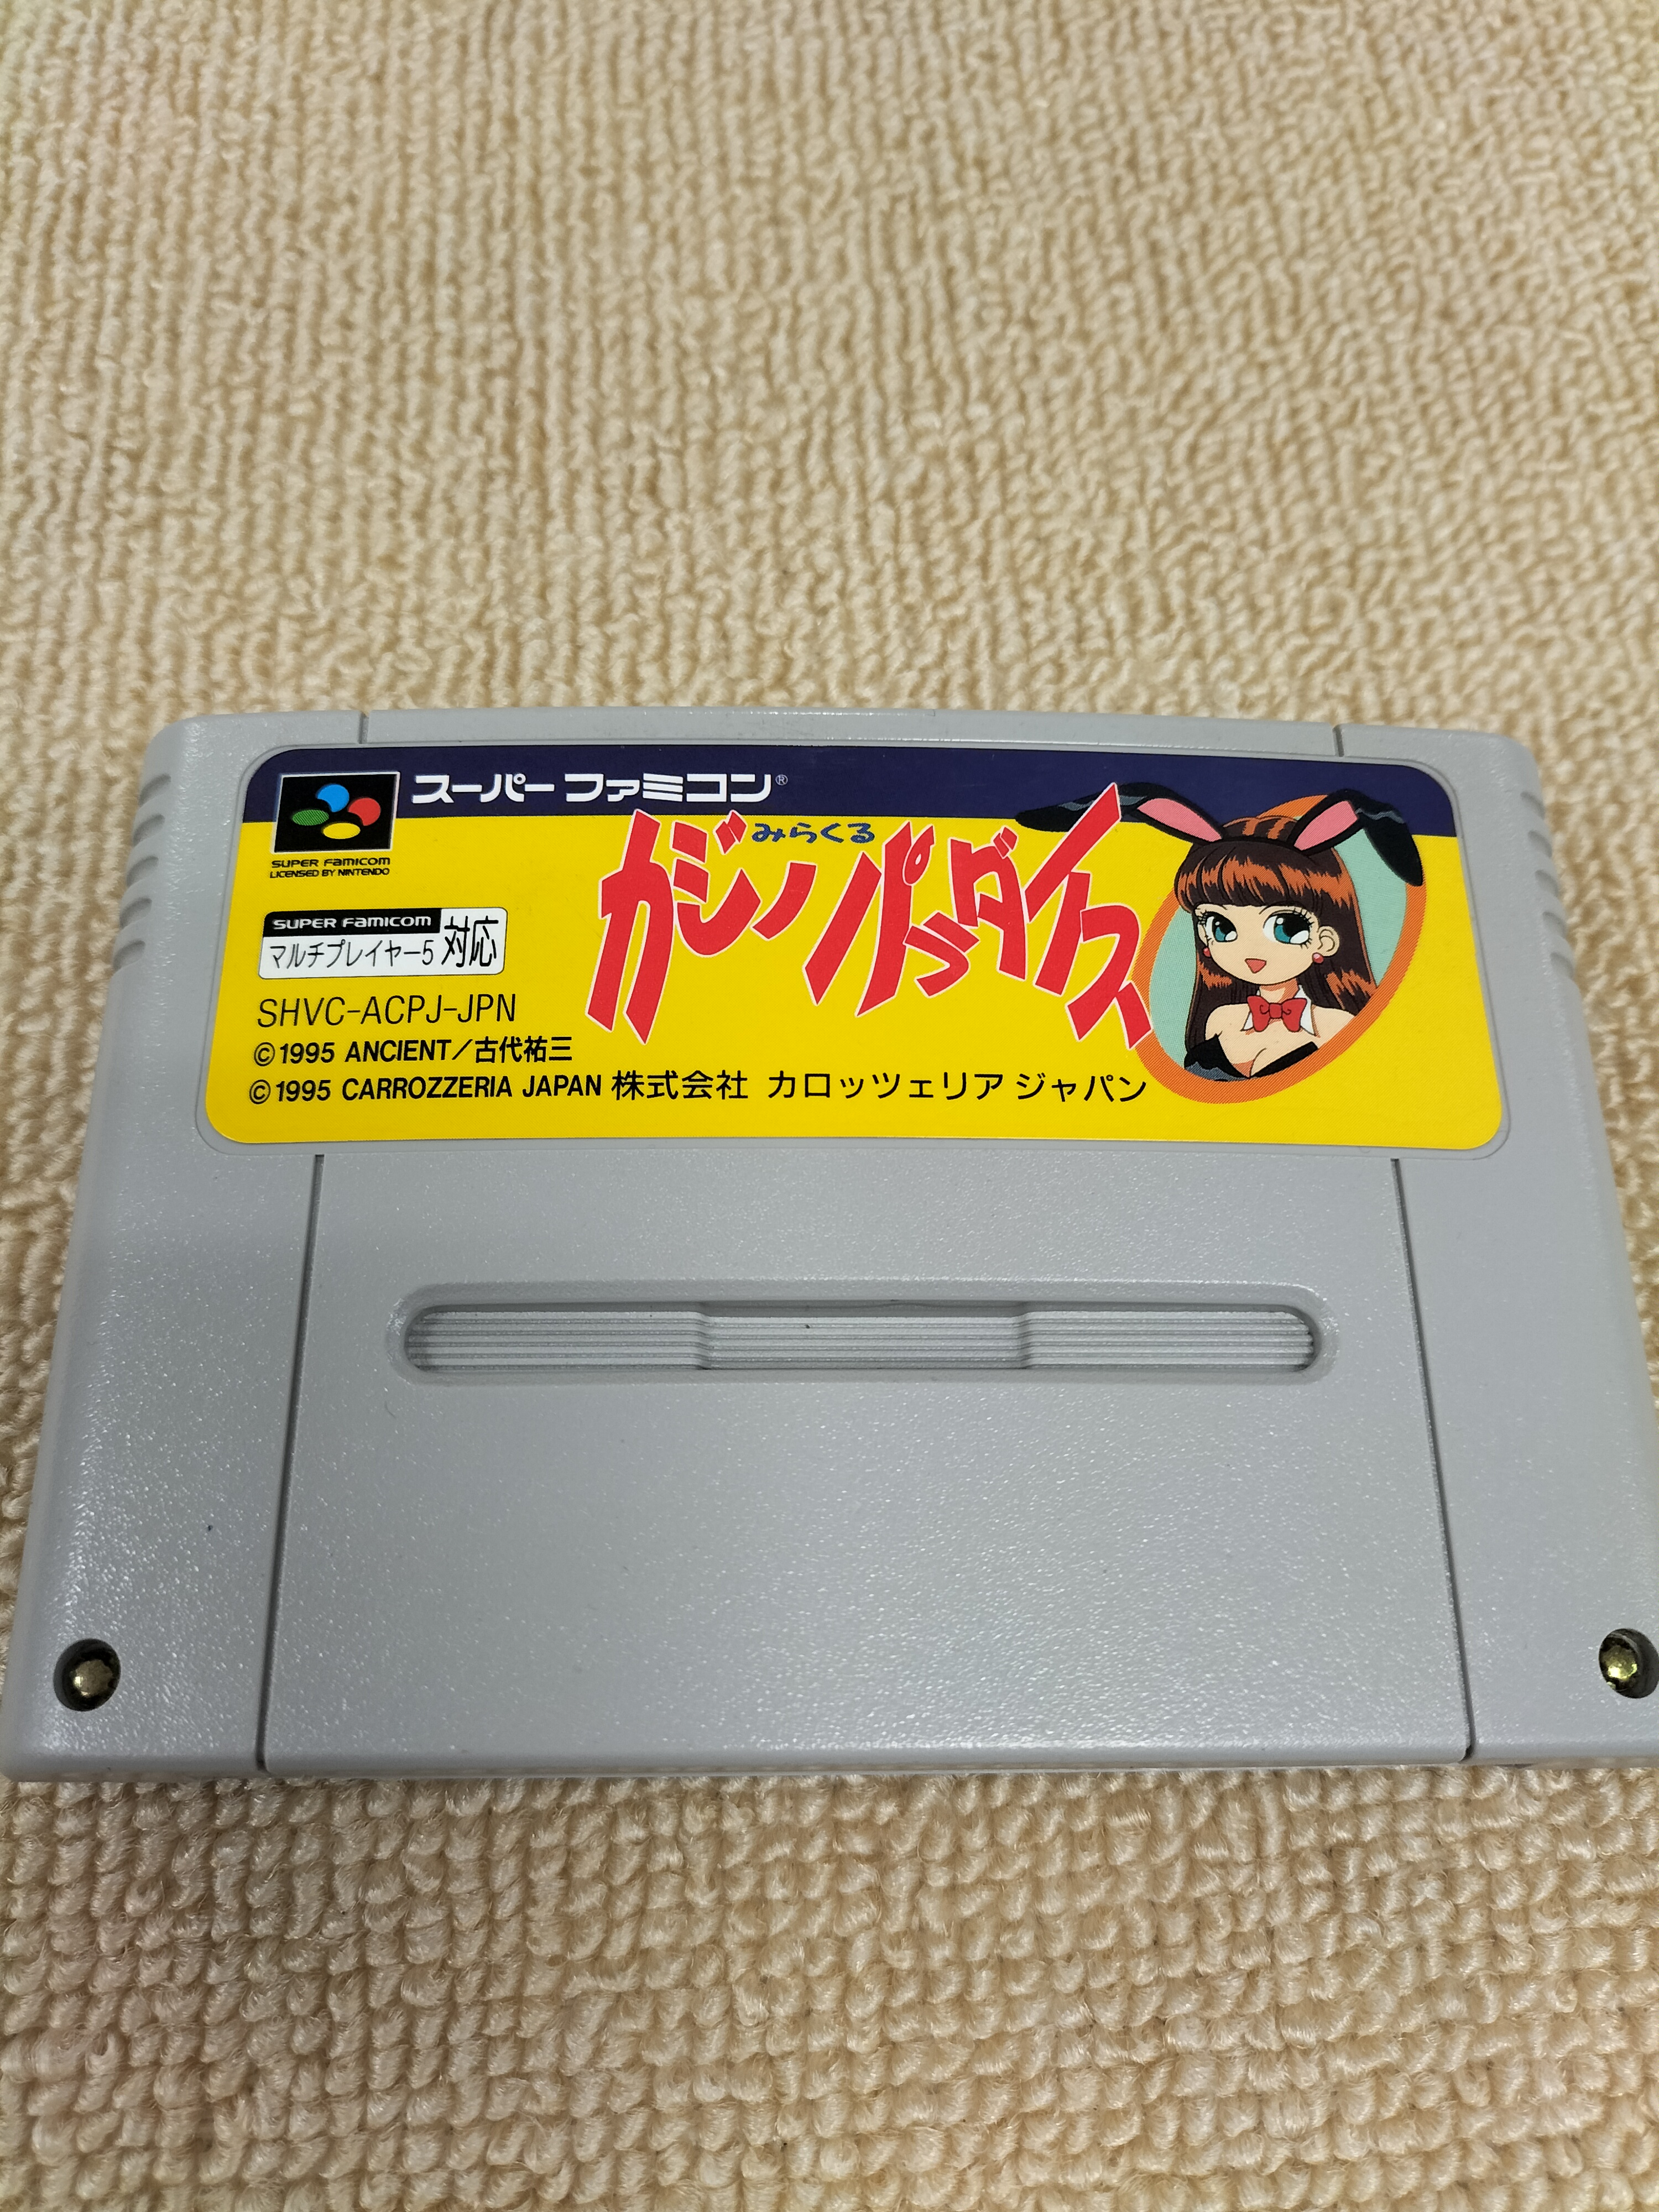 スーパーファミコン®
SUPER FAMICOM
LICENSED BY NINTENDO
みらくる
カジノパラダイス
SUPER FAMICOM
マルチプレイヤー5 対応
SHVC-ACPJ-JPN
©1995 ANCIENT/古代祐三
©1995 CARROZZERIA JAPAN 株式会社 カロッツェリア ジャパン